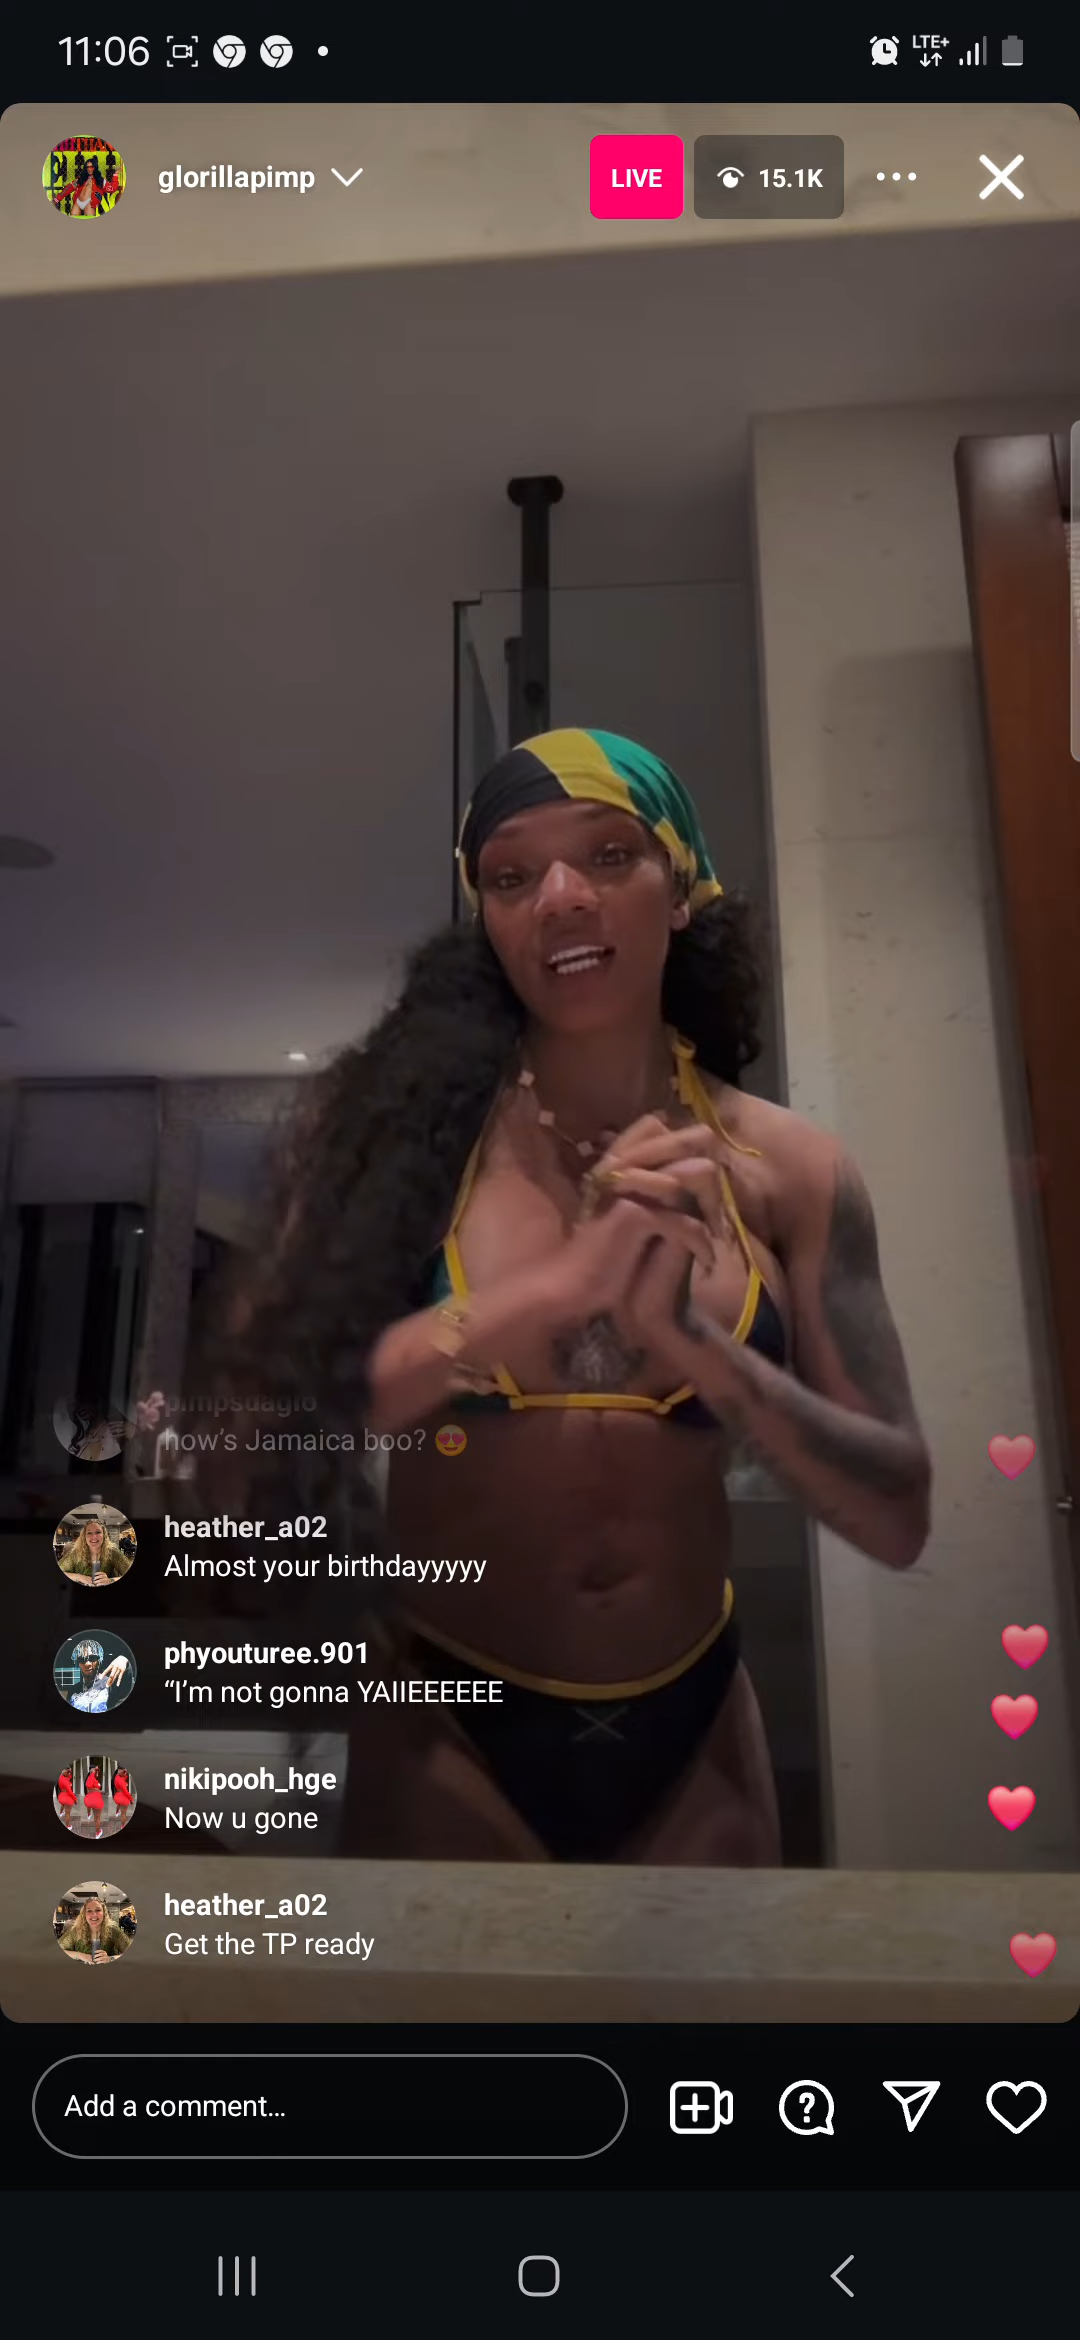 11:06
LTE+
glorillapimp
LIVE
15.1K
pimpsdaglo
how’s Jamaica boo? 😍
heather_a02
Almost your birthdayyyyy
phyouturee.901
“I’m not gonna YAIIEEEEEE
nikipooh_hge
Now u gone
heather_a02
Get the TP ready
Add a comment...